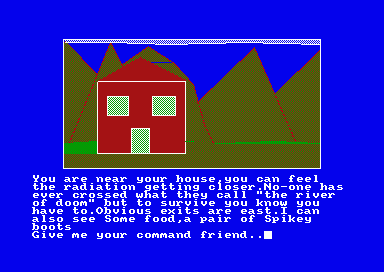 You are near your house,you can feel
the radiation getting closer.No-one has
ever crossed what they call "the river
of doom" but to survive you know you
have to.Obvious exits are east.I can
also see Some food,a pair of Spikey
boots
Give me your command friend..